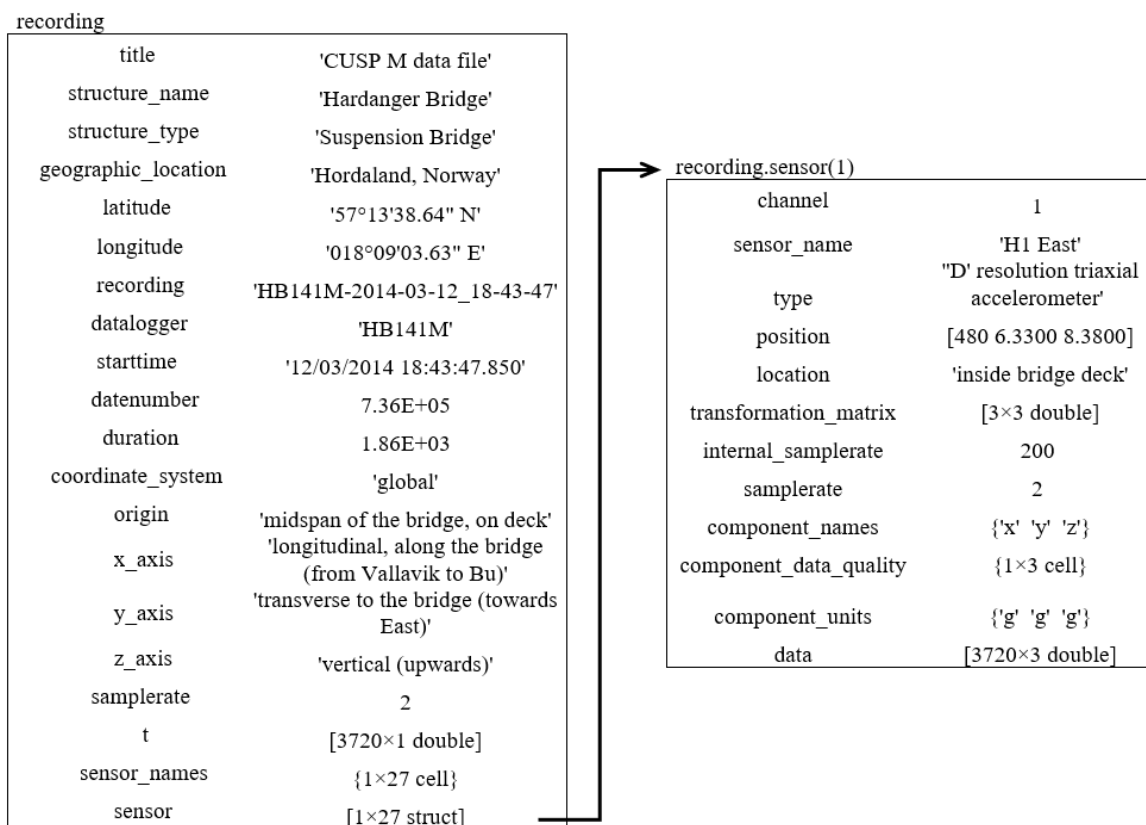 recording
title 'CUSP M data file'
structure_name 'Hardanger Bridge'
structure_type 'Suspension Bridge'
geographic_location 'Hordaland, Norway'
latitude '57°13'38.64" N'
longitude '018°09'03.63" E'
recording 'HB141M-2014-03-12_18-43-47'
datalogger 'HB141M'
starttime '12/03/2014 18:43:47.850'
datenumber 7.36E+05
duration 1.86E+03
coordinate_system 'global'
origin 'midspan of the bridge, on deck'
x_axis 'longitudinal, along the bridge
(from Vallavik to Bu)'
y_axis 'transverse to the bridge (towards
East)'
z_axis 'vertical (upwards)'
samplerate 2
t [3720×1 double]
sensor_names {1×27 cell}
sensor [1×27 struct]
recording.sensor(1)
channel 1
sensor_name 'H1 East'
type ''D' resolution triaxial
accelerometer'
position [480 6.3300 8.3800]
location 'inside bridge deck'
transformation_matrix [3×3 double]
internal_samplerate 200
samplerate 2
component_names {'x' 'y' 'z'}
component_data_quality {1×3 cell}
component_units {'g' 'g' 'g'}
data [3720×3 double]